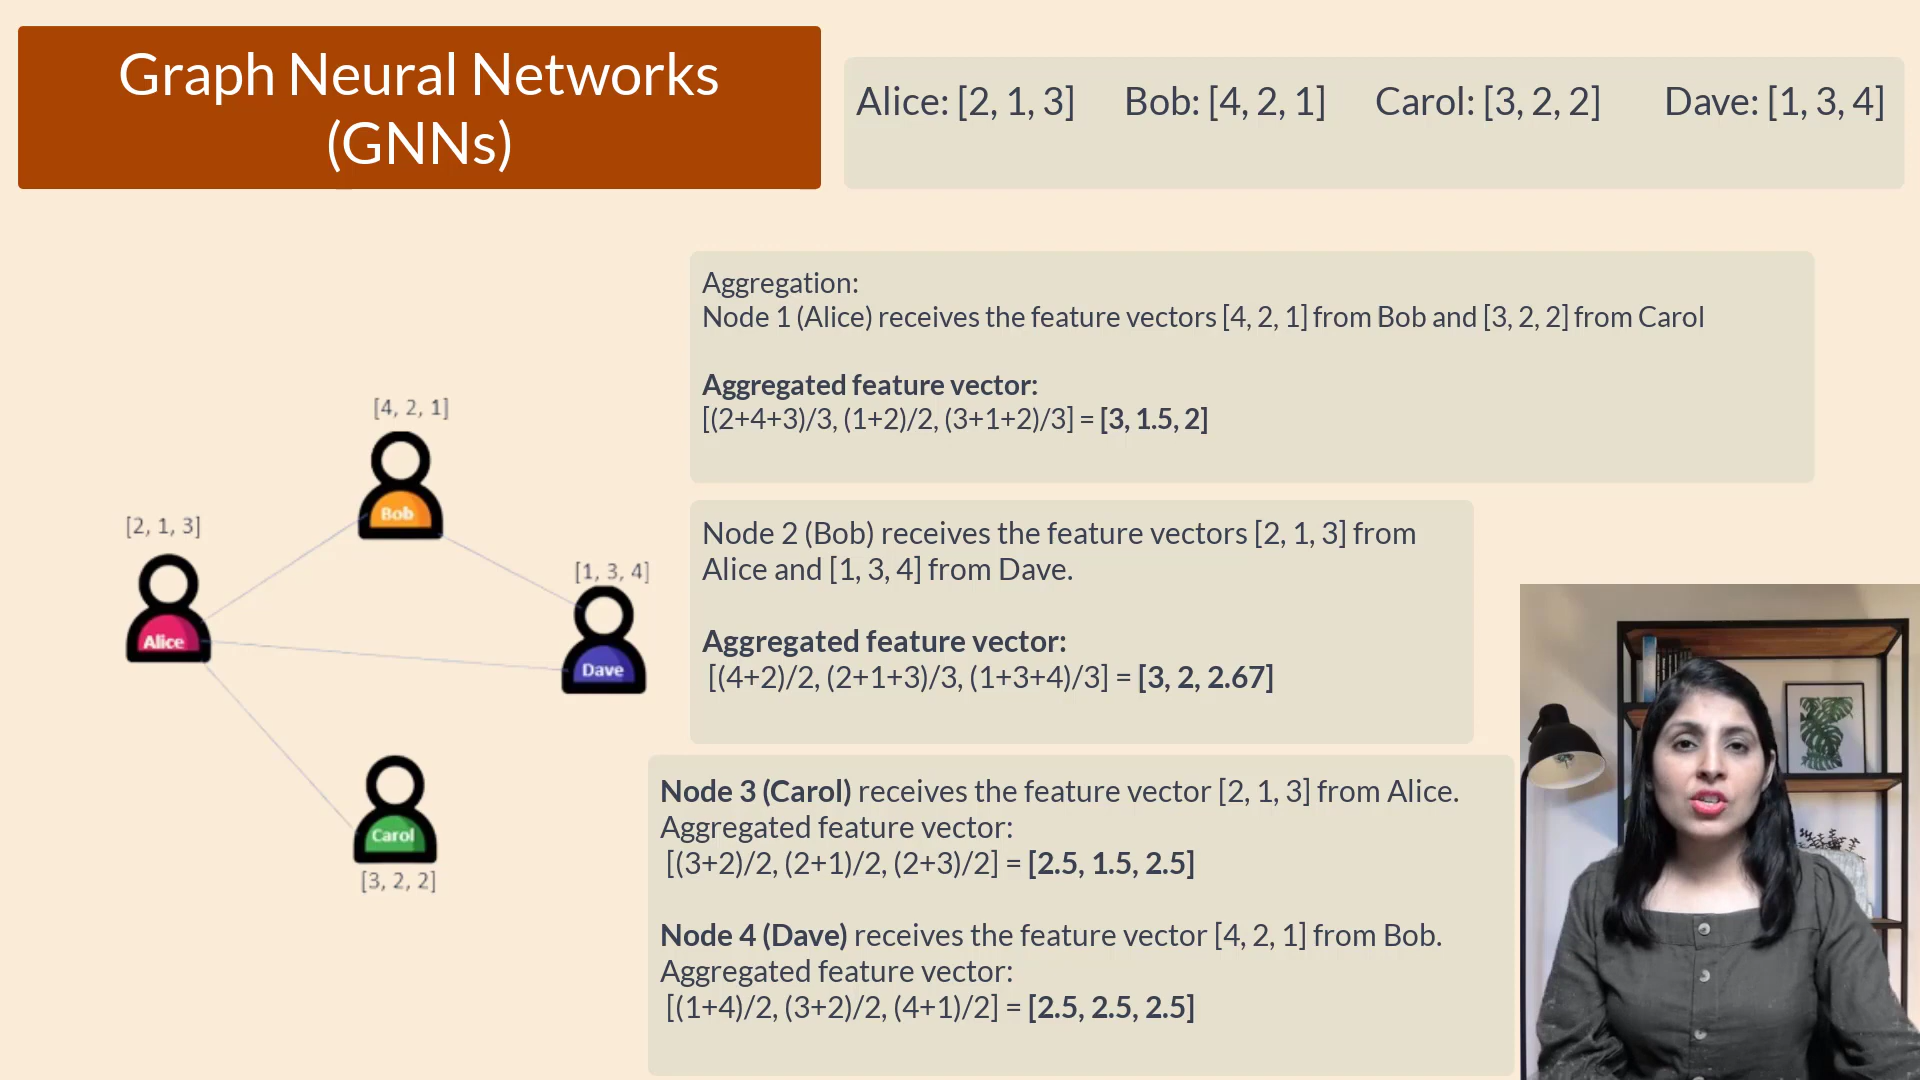 Graph Neural Networks
(GNNs)
Alice: [2, 1, 3] Bob: [4, 2, 1] Carol: [3, 2, 2] Dave: [1, 3, 4]
Aggregation:
Node 1 (Alice) receives the feature vectors [4, 2, 1] from Bob and [3, 2, 2] from Carol
Aggregated feature vector:
[(2+4+3)/3, (1+2)/2, (3+1+2)/3] = [3, 1.5, 2]
[4, 2, 1]
Bob
[2, 1, 3]
Alice
[1, 3, 4]
Dave
Carol
[3, 2, 2]
Node 2 (Bob) receives the feature vectors [2, 1, 3] from
Alice and [1, 3, 4] from Dave.
Aggregated feature vector:
[(4+2)/2, (2+1+3)/3, (1+3+4)/3] = [3, 2, 2.67]
Node 3 (Carol) receives the feature vector [2, 1, 3] from Alice.
Aggregated feature vector:
[(3+2)/2, (2+1)/2, (2+3)/2] = [2.5, 1.5, 2.5]
Node 4 (Dave) receives the feature vector [4, 2, 1] from Bob.
Aggregated feature vector:
[(1+4)/2, (3+2)/2, (4+1)/2] = [2.5, 2.5, 2.5]